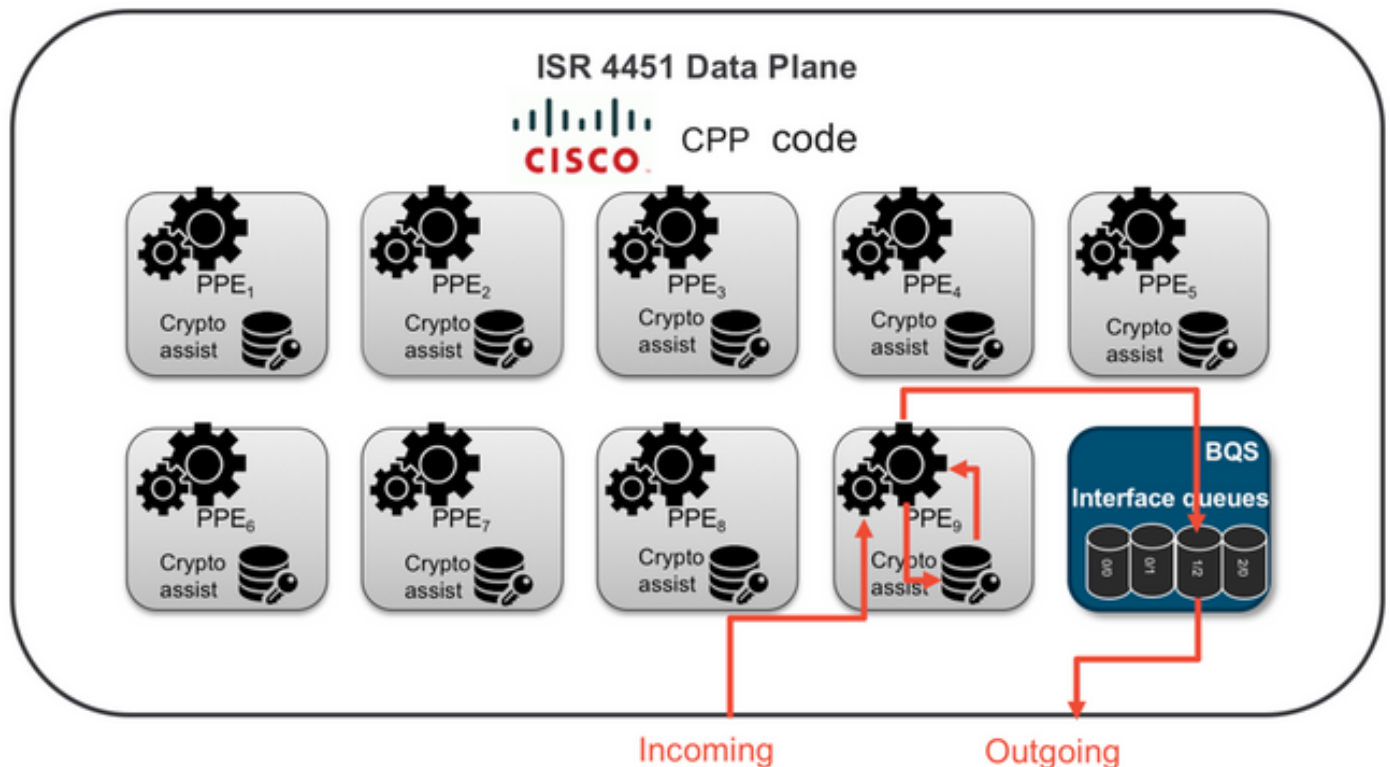 ISR 4451 Data Plane
CISCO
CPP code
PPE₁
Crypto
assist
PPE₂
Crypto
assist
PPE₃
Crypto
assist
PPE₄
Crypto
assist
PPE₅
Crypto
assist
PPE₆
Crypto
assist
PPE₇
Crypto
assist
PPE₈
Crypto
assist
PPE₉
Crypto
assist
BQS
Interface queues
0/0
0/1
1/2
2/0
Incoming
Outgoing